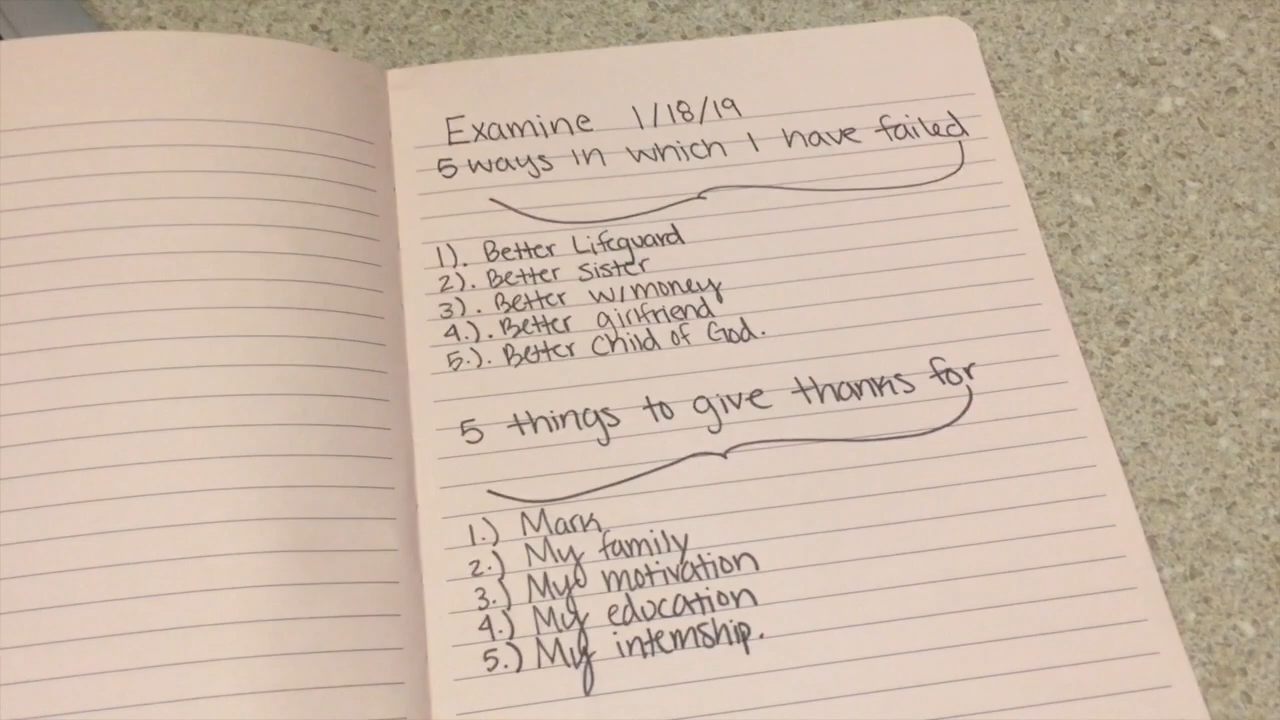 Examine 1/18/19
5 ways in which I have failed
1). Better Lifeguard
2). Better Sister
3). Better w/money
4.). Better girlfriend
5.). Better Child of God.
5 things to give thanks for
1.) Mark
2.) My family
3.) My motivation
4.) My education
5.) My internship.